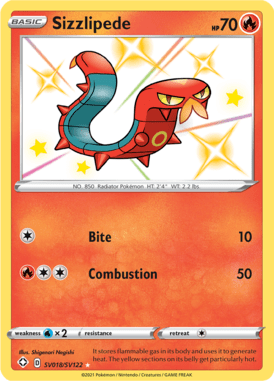 BASIC Sizzlipede HP 70
NO. 850 Radiator Pokémon HT: 2'4" WT: 2.2 lbs.
Bite 10
Combustion 50
weakness ×2 resistance retreat
Illus. Shigenori Negishi
D SV018/SV122
It stores flammable gas in its body and uses it to generate
heat. The yellow sections on its belly get particularly hot.
©2021 Pokémon / Nintendo / Creatures / GAME FREAK